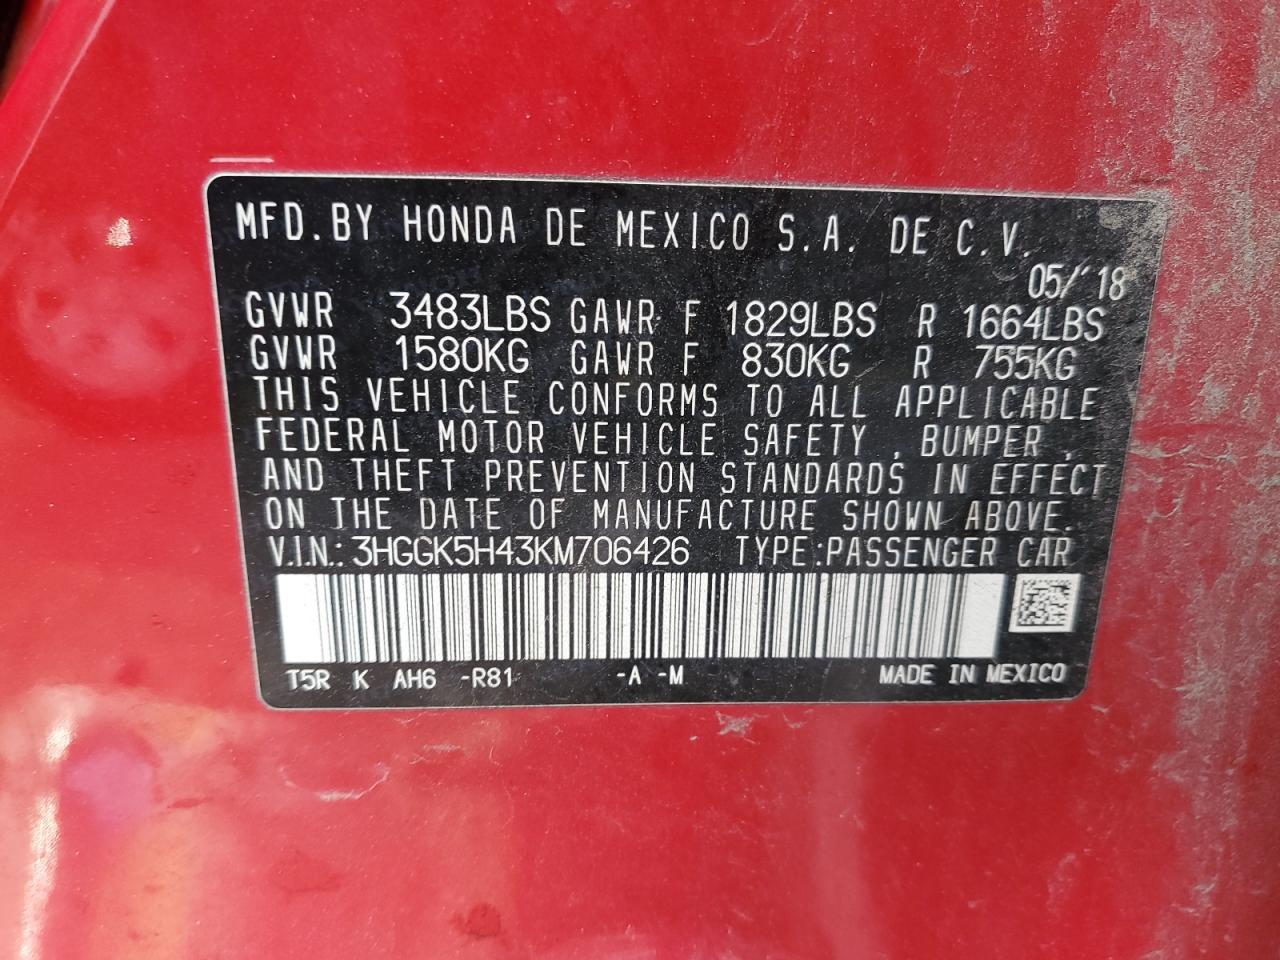 MFD. BY HONDA DE MEXICO S.A. DE C.V.
05/'18
GVWR 3483LBS GAWR F 1829LBS R 1664LBS
GVWR 1580KG GAWR F 830KG R 755KG
THIS VEHICLE CONFORMS TO ALL APPLICABLE
FEDERAL MOTOR VEHICLE SAFETY , BUMPER ,
AND THEFT PREVENTION STANDARDS IN EFFECT
ON THE DATE OF MANUFACTURE SHOWN ABOVE.
V.I.N.: 3HGGK5H43KM706426 TYPE:PASSENGER CAR
T5R K AH6 -R81 -A -M MADE IN MEXICO